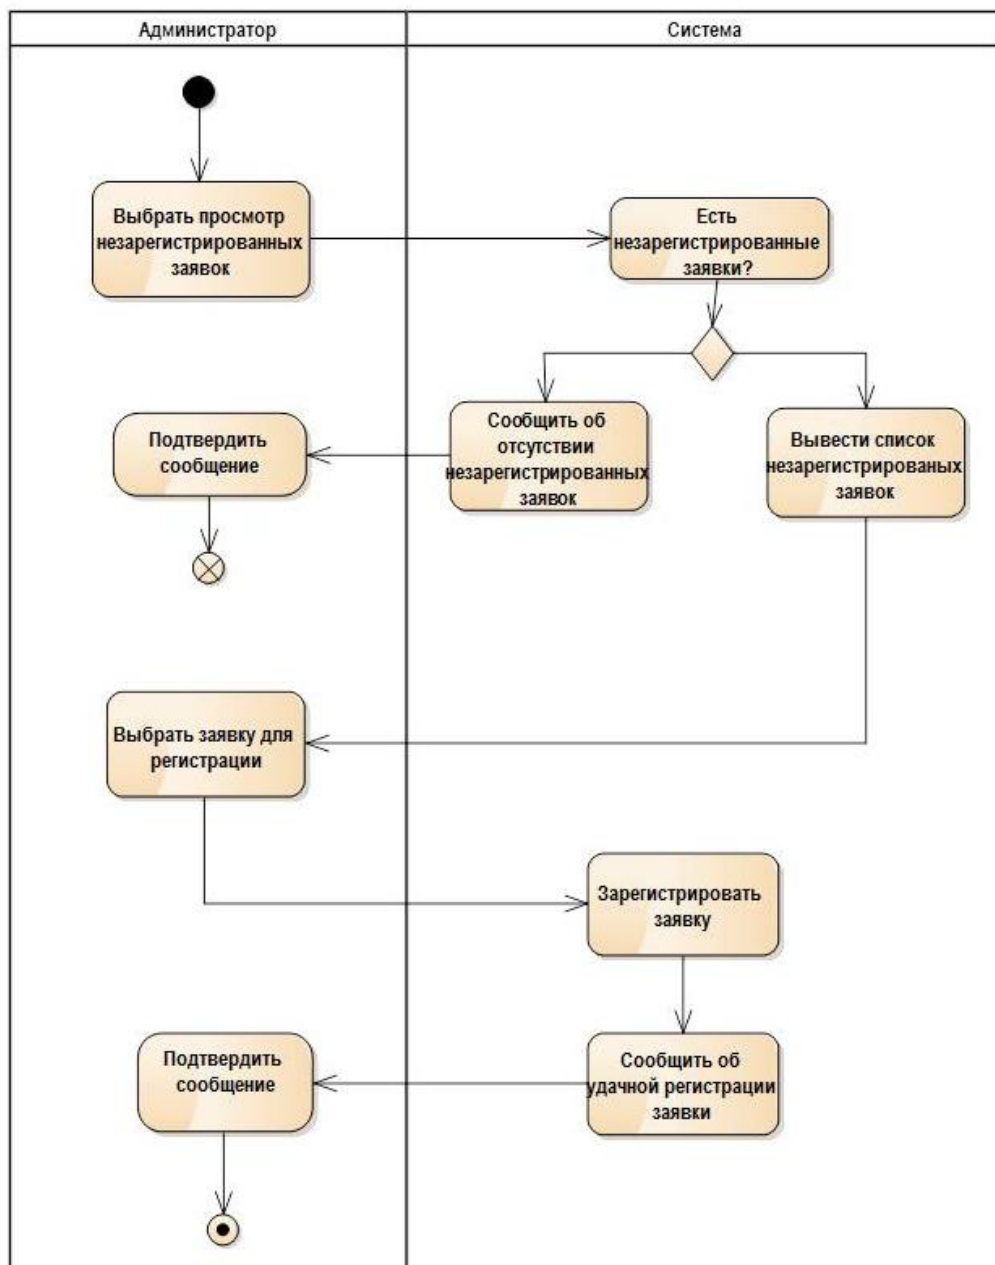 Администратор
Система
Выбрать просмотр
незарегистрированных
заявок
Есть
незарегистрированные
заявки?
Подтвердить
сообщение
Сообщить об
отсутствии
незарегистрированных
заявок
Вывести список
незарегистрированых
заявок
Выбрать заявку для
регистрации
Зарегистрировать
заявку
Подтвердить
сообщение
Сообщить об
удачной регистрации
заявки